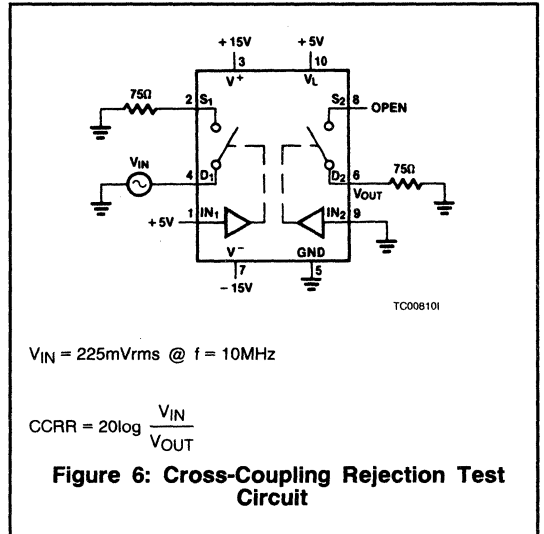 +15V +5V
3 10
V+ VL
75Ω 2 S1 S2 8 OPEN
VIN 75Ω
4 D1 D2 6
VOUT
+5V 1 IN1 IN2 9
V− GND
7 5
−15V
TC00810I
VIN = 225mVrms @ f = 10MHz
CCRR = 20log VIN
VOUT
Figure 6: Cross-Coupling Rejection Test
Circuit